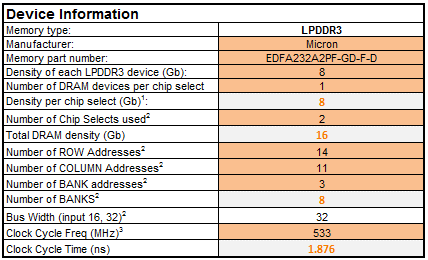 Device Information
Memory type: LPDDR3
Manufacturer: Micron
Memory part number: EDFA232A2PF-GD-F-D
Density of each LPDDR3 device (Gb): 8
Number of DRAM devices per chip select 1
Density per chip select (Gb)¹: 8
Number of Chip Selects used² 2
Total DRAM density (Gb) 16
Number of ROW Addresses² 14
Number of COLUMN Addresses² 11
Number of BANK addresses² 3
Number of BANKS² 8
Bus Width (input 16, 32)² 32
Clock Cycle Freq (MHz)³ 533
Clock Cycle Time (ns) 1.876